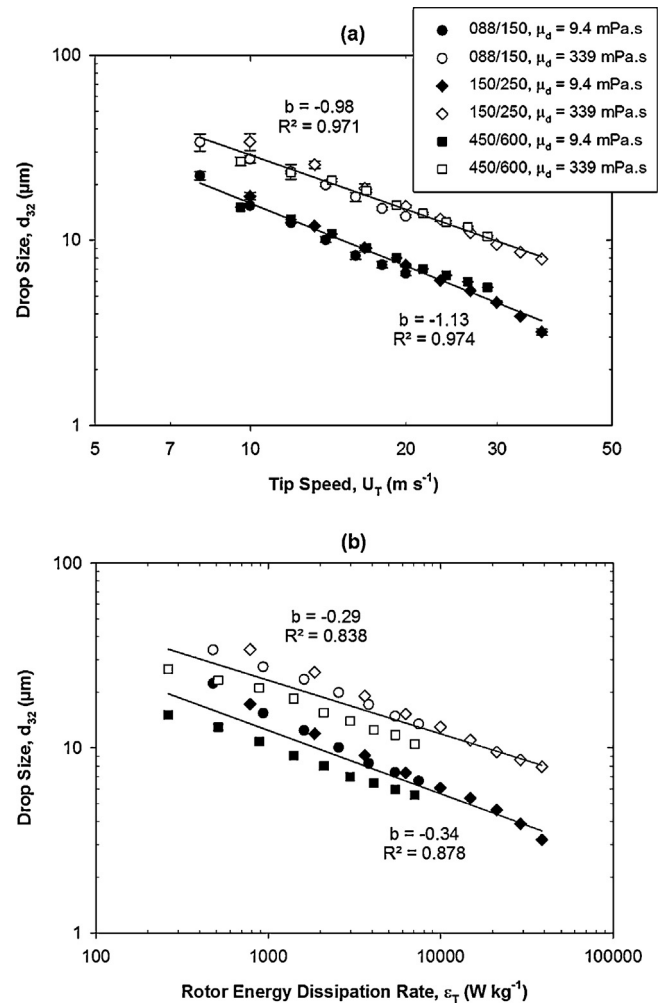 (a)
088/150, μd = 9.4 mPa.s
088/150, μd = 339 mPa.s
150/250, μd = 9.4 mPa.s
150/250, μd = 339 mPa.s
450/600, μd = 9.4 mPa.s
450/600, μd = 339 mPa.s
b = -0.98
R² = 0.971
b = -1.13
R² = 0.974
100
10
1
Drop Size, d32 (μm)
5 7 10 20 30 50
Tip Speed, UT (m s-1)
(b)
b = -0.29
R² = 0.838
b = -0.34
R² = 0.878
100
10
1
Drop Size, d32 (μm)
100 1000 10000 100000
Rotor Energy Dissipation Rate, εT (W kg-1)